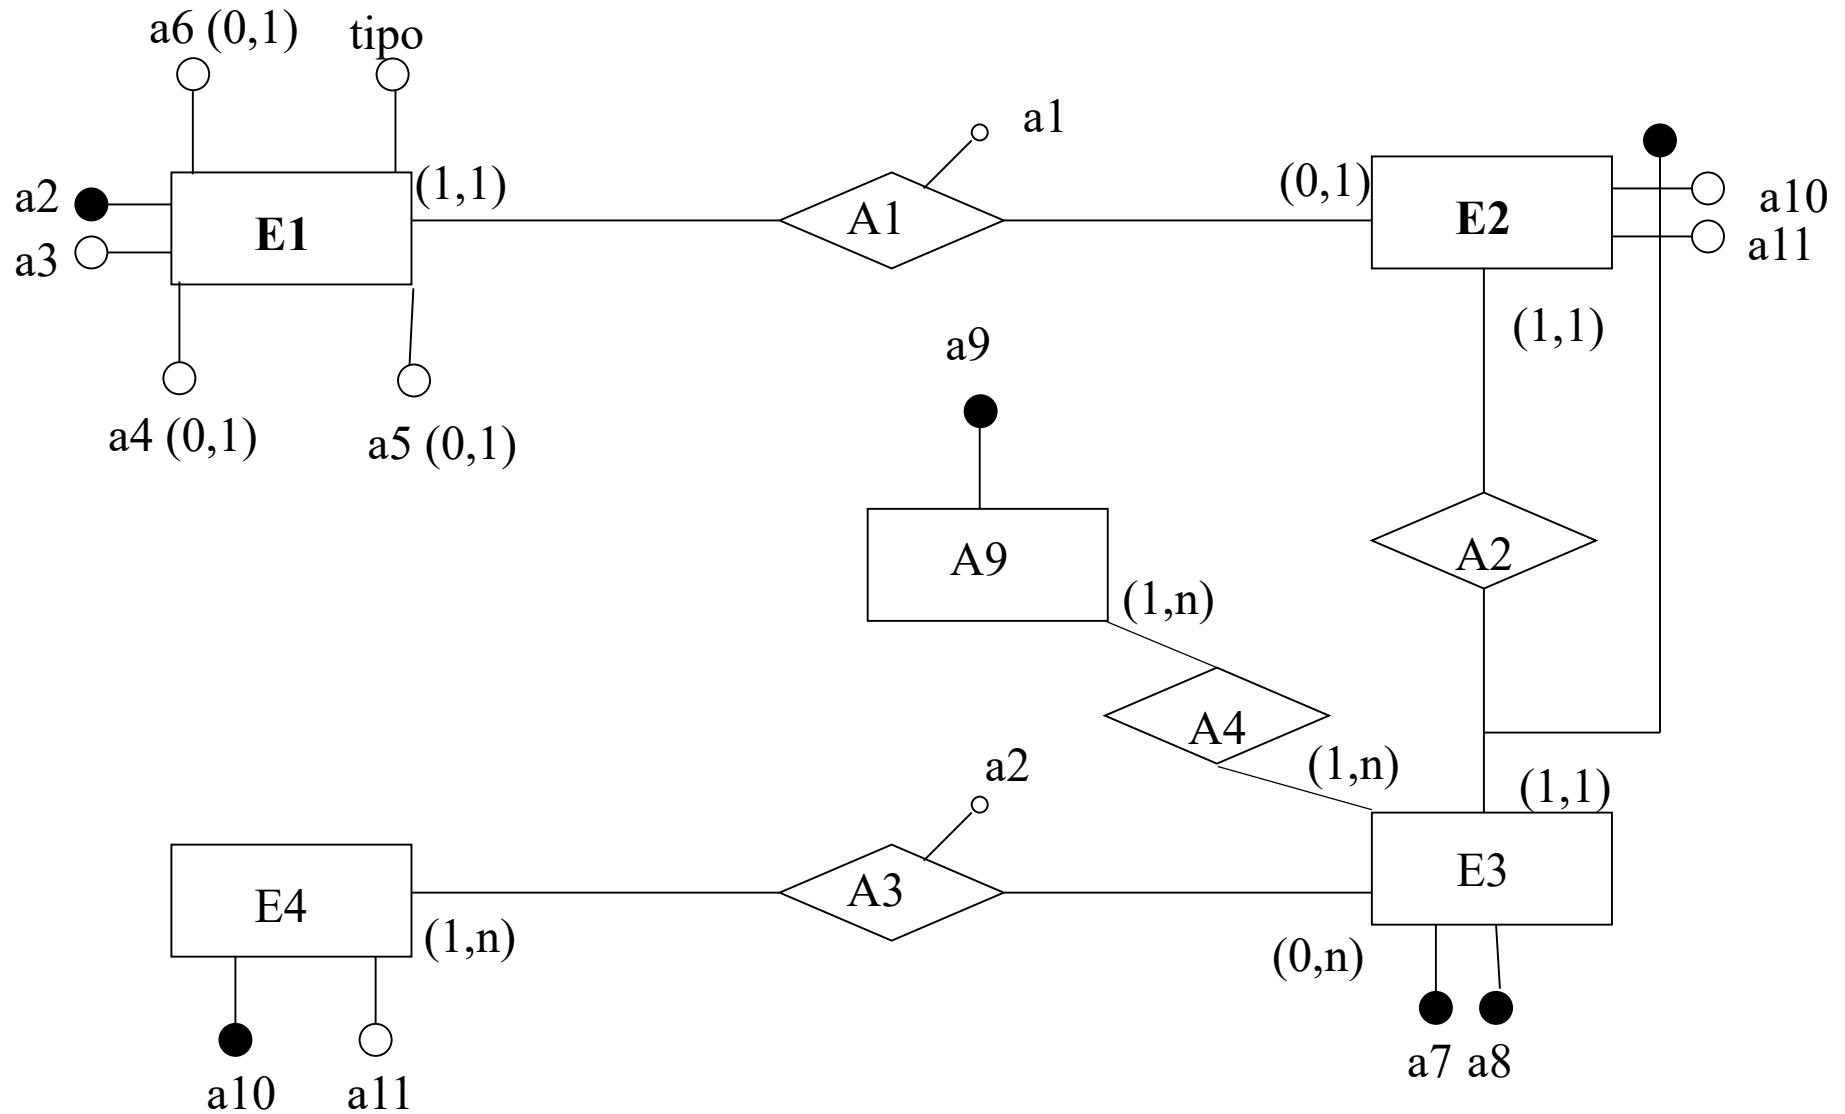 a6 (0,1)
tipo
a1
a2
(1,1)
(0,1)
a10
E1
A1
E2
a3
a11
(1,1)
a9
a4 (0,1)
a5 (0,1)
A9
A2
(1,n)
A4
a2
(1,n)
(1,1)
E4
A3
E3
(1,n)
(0,n)
a7
a8
a10
a11